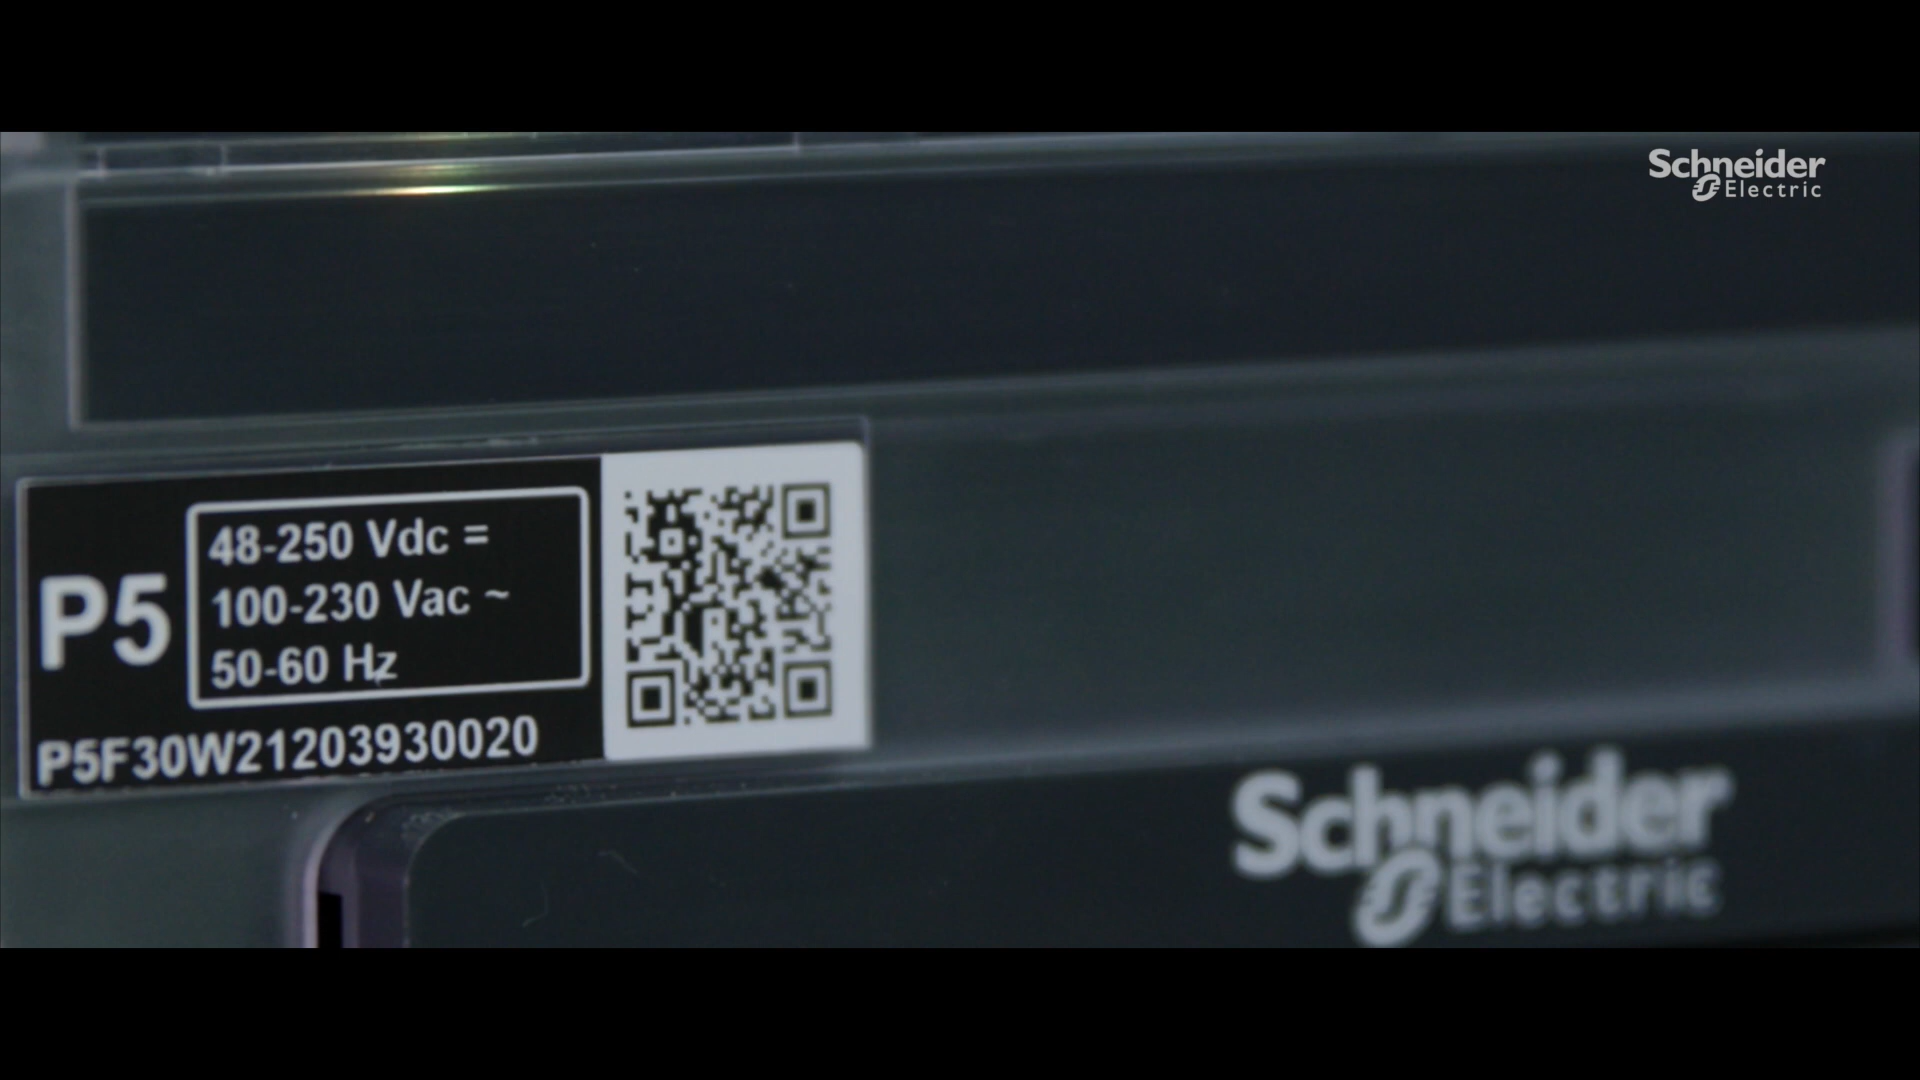 Schneider
Electric
P5
48-250 Vdc =
100-230 Vac ~
50-60 Hz
P5F30W21203930020
Schneider
Electric